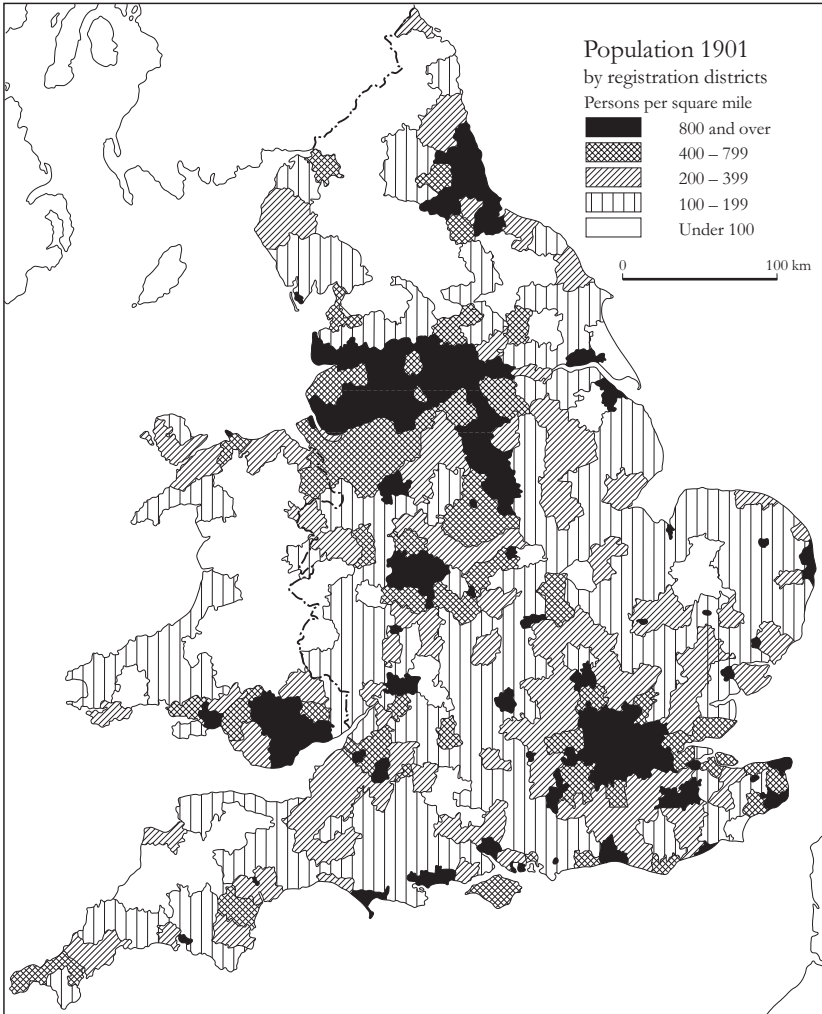 Population 1901
by registration districts
Persons per square mile
800 and over
400 – 799
200 – 399
100 – 199
Under 100
0 100 km